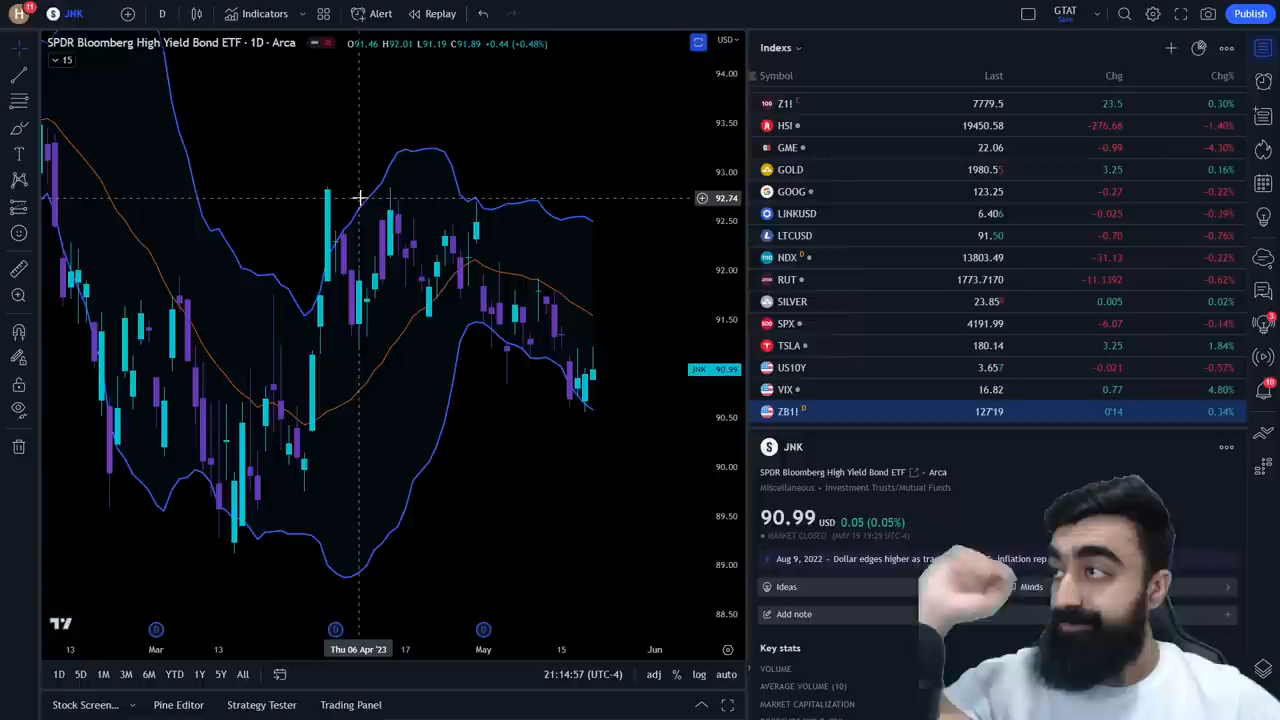 H 11 S JNK D Indicators Alert Replay GTAT Save Publish
SPDR Bloomberg High Yield Bond ETF · 1D · Arca O91.46 H92.01 L91.19 C91.89 +0.44 (+0.48%) USD
15
94.00
93.50
93.00
92.74
92.50
92.00
91.50
JNK 90.99
90.50
90.00
89.50
89.00
88.50
D D D
13 Mar 13 Thu 06 Apr '23 17 May 15 Jun
1D 5D 1M 3M 6M YTD 1Y 5Y All 21:14:57 (UTC-4) adj % log auto
Stock Screen... Pine Editor Strategy Tester Trading Panel
Indexs
Symbol Last Chg Chg%
100 Z1! 7779.5 23.5 0.30%
HSI 19450.58 −276.68 −1.40%
GME 22.06 −0.99 −4.30%
GOLD 1980.55 3.25 0.16%
GOOG 123.25 −0.27 −0.22%
LINKUSD 6.406 −0.025 −0.39%
LTCUSD 91.50 −0.70 −0.76%
100 NDX D 13803.49 −31.13 −0.22%
RUT 1773.7170 −11.1392 −0.62%
SILVER 23.859 0.005 0.02%
500 SPX 4191.99 −6.07 −0.14%
TSLA 180.14 3.25 1.84%
US10Y 3.657 −0.021 −0.57%
VIX 16.82 0.77 4.80%
ZB1! D 127'19 0'14 0.34%
S JNK
SPDR Bloomberg High Yield Bond ETF - Arca
Miscellaneous • Investment Trusts/Mutual Funds
90.99 USD 0.05 (0.05%)
MARKET CLOSED (MAY 19 19:29 UTC-4)
Aug 9, 2022 - Dollar edges higher as inflation rep
Ideas Minds
Add note
Key stats
VOLUME
AVERAGE VOLUME (10)
MARKET CAPITALIZATION
3
10